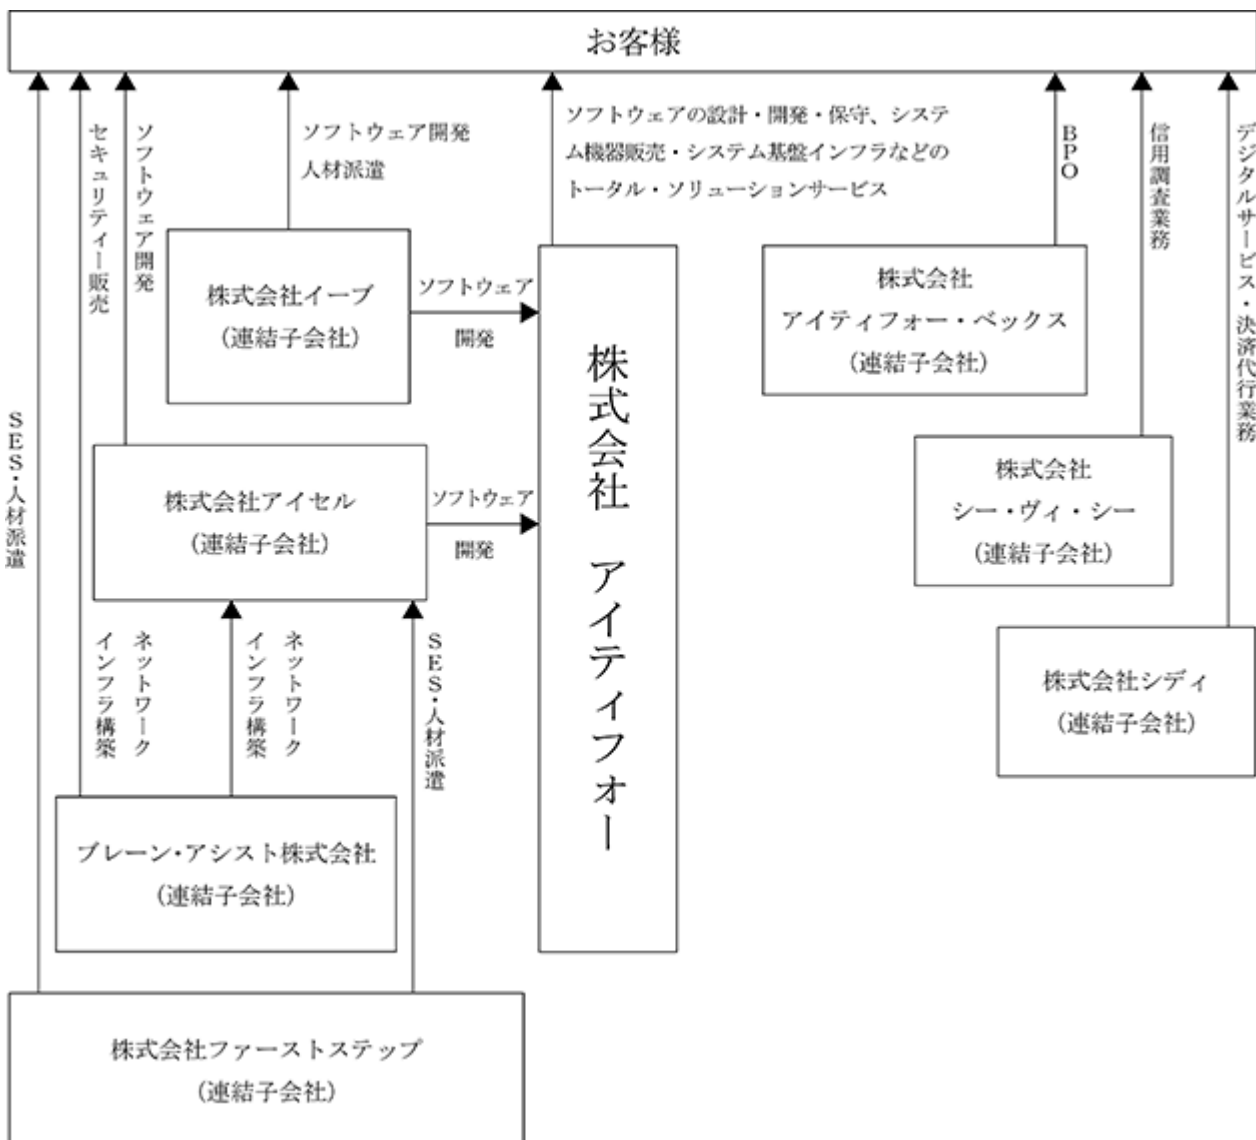 お客様
セキュリティー販売
ソフトウェア開発
ソフトウェア開発
人材派遣
ソフトウェアの設計・開発・保守、システ
ム機器販売・システム基盤インフラなどの
トータル・ソリューションサービス
BPO
信用調査業務
デジタルサービス・決済代行業務
株式会社イーブ
(連結子会社)
ソフトウェア
開発
株式会社 アイティフォー
株式会社
アイティフォー・ベックス
(連結子会社)
SES・人材派遣
株式会社アイセル
(連結子会社)
ソフトウェア
開発
株式会社
シー・ヴィ・シー
(連結子会社)
ネットワーク
インフラ構築
ネットワーク
インフラ構築
SES・人材派遣
株式会社シディ
(連結子会社)
ブレーン・アシスト株式会社
(連結子会社)
株式会社ファーストステップ
(連結子会社)